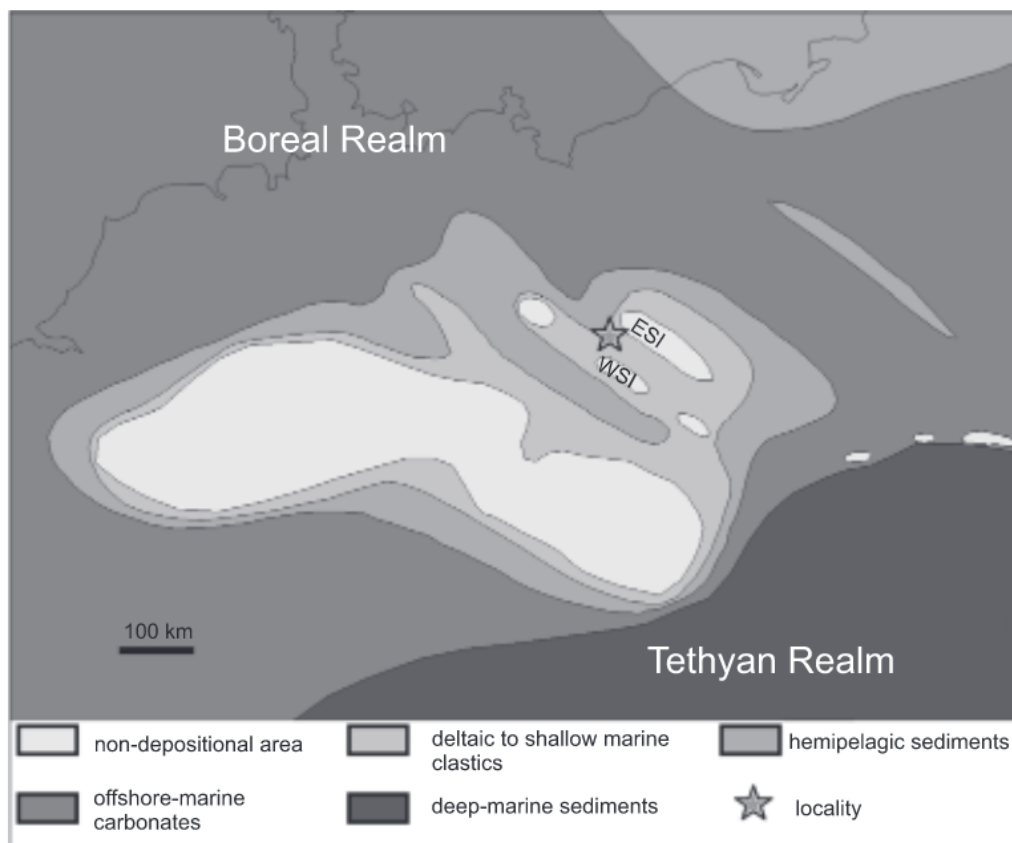 Boreal Realm
ESI
WSI
100 km
Tethyan Realm
non-depositional area
deltaic to shallow marine
clastics
hemipelagic sediments
offshore-marine
carbonates
deep-marine sediments
locality